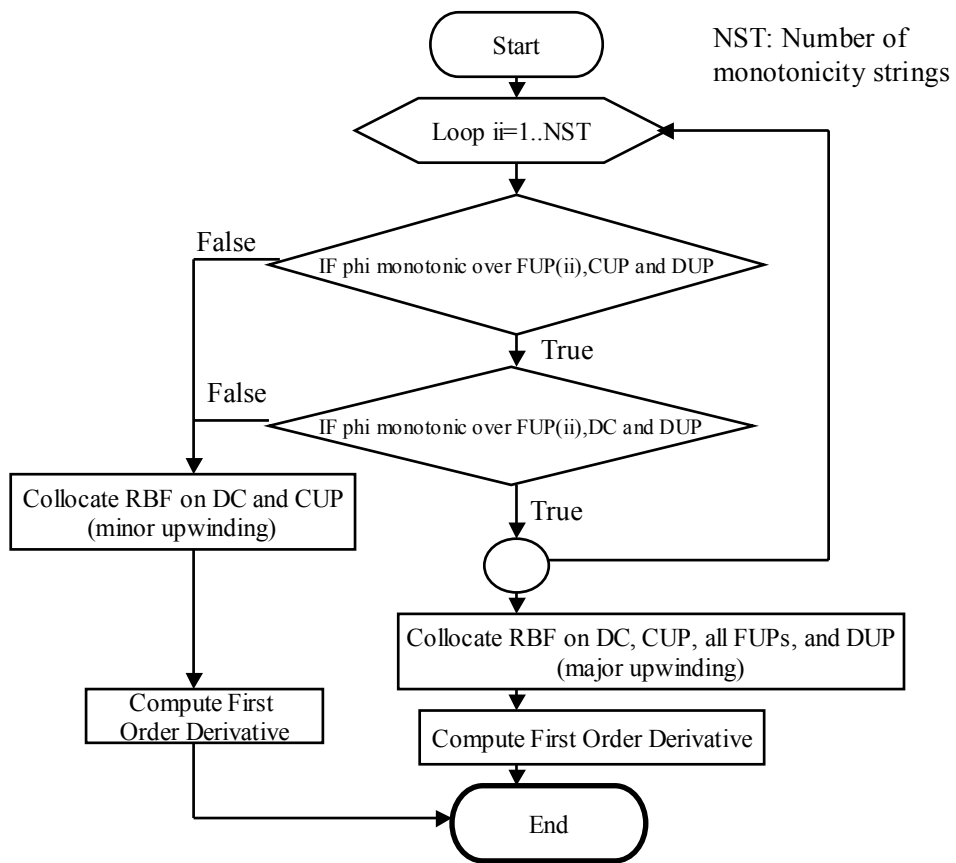 Start
NST: Number of
monotonicity strings
Loop ii=1..NST
False
IF phi monotonic over FUP(ii),CUP and DUP
True
False
IF phi monotonic over FUP(ii),DC and DUP
Collocate RBF on DC and CUP
(minor upwinding)
True
Collocate RBF on DC, CUP, all FUPs, and DUP
(major upwinding)
Compute First
Order Derivative
Compute First Order Derivative
End